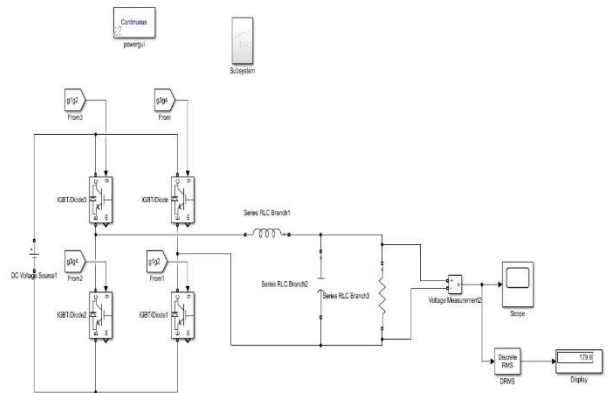 Continuous
powergui
Subsystem
g1g2
From3
g3g4
From
IGBT/Diode3
IGBT/Diode
Series RLC Branch1
DC Voltage Source1
g3g4
From2
g1g2
From1
IGBT/Diode2
IGBT/Diode1
Series RLC Branch2
Series RLC Branch3
Voltage Measurement2
Scope
Discrete
RMS
DRMS
179.6
Display